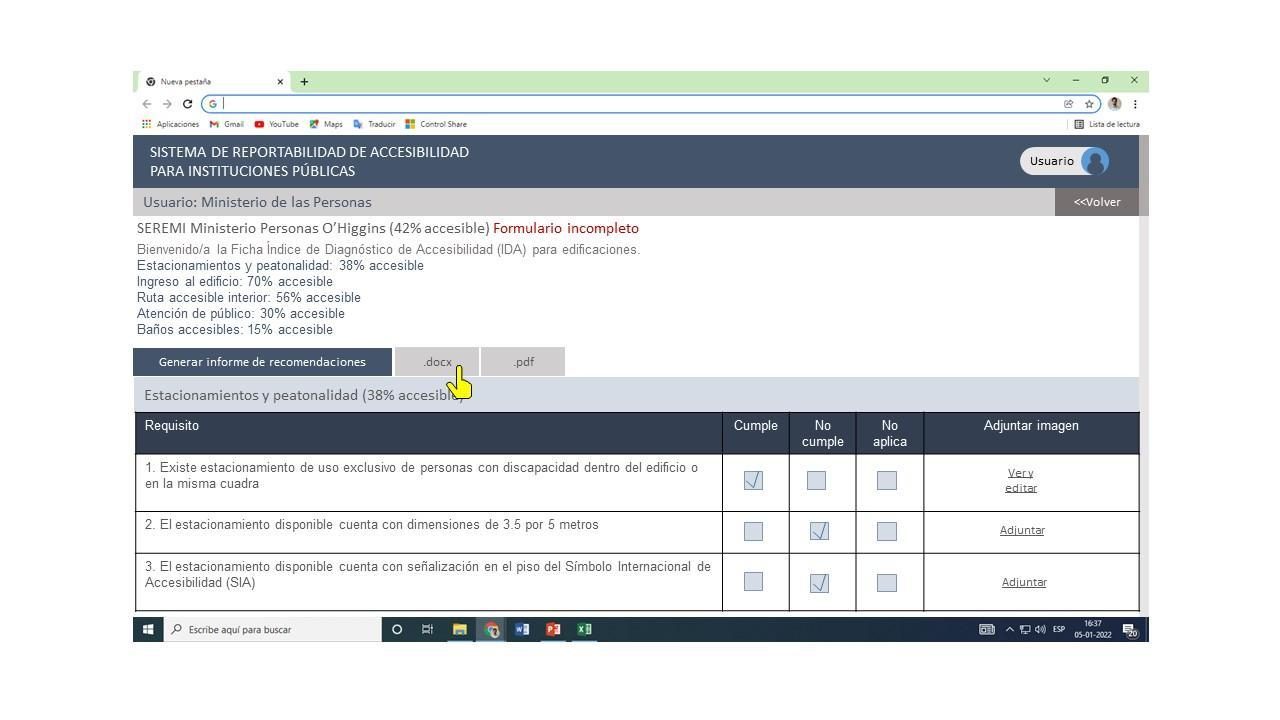 Nueva pestaña
Aplicaciones Gmail YouTube Maps Traducir Control Share Lista de lectura
SISTEMA DE REPORTABILIDAD DE ACCESIBILIDAD
PARA INSTITUCIONES PÚBLICAS
Usuario
Usuario: Ministerio de las Personas
<<Volver
SEREMI Ministerio Personas O’Higgins (42% accesible) Formulario incompleto
Bienvenido/a la Ficha Índice de Diagnóstico de Accesibilidad (IDA) para edificaciones.
Estacionamientos y peatonalidad: 38% accesible
Ingreso al edificio: 70% accesible
Ruta accesible interior: 56% accesible
Atención de público: 30% accesible
Baños accesibles: 15% accesible
Generar informe de recomendaciones .docx .pdf
Estacionamientos y peatonalidad (38% accesible)
Requisito Cumple No cumple No aplica Adjuntar imagen
1. Existe estacionamiento de uso exclusivo de personas con discapacidad dentro del edificio o
en la misma cuadra
Ver y
editar
2. El estacionamiento disponible cuenta con dimensiones de 3.5 por 5 metros
Adjuntar
3. El estacionamiento disponible cuenta con señalización en el piso del Símbolo Internacional de
Accesibilidad (SIA)
Adjuntar
Escribe aquí para buscar
ESP
16:37
05-01-2022
20